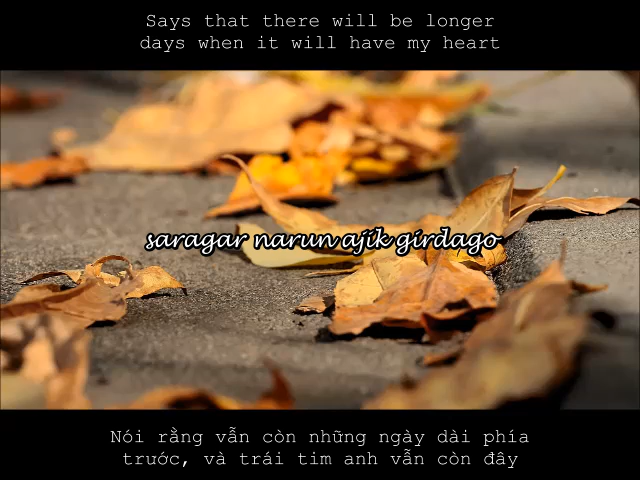 Says that there will be longer
days when it will have my heart
saragar narun ajik girdago
Nói rằng vẫn còn những ngày dài phía
trước, và trái tim anh vẫn còn đây